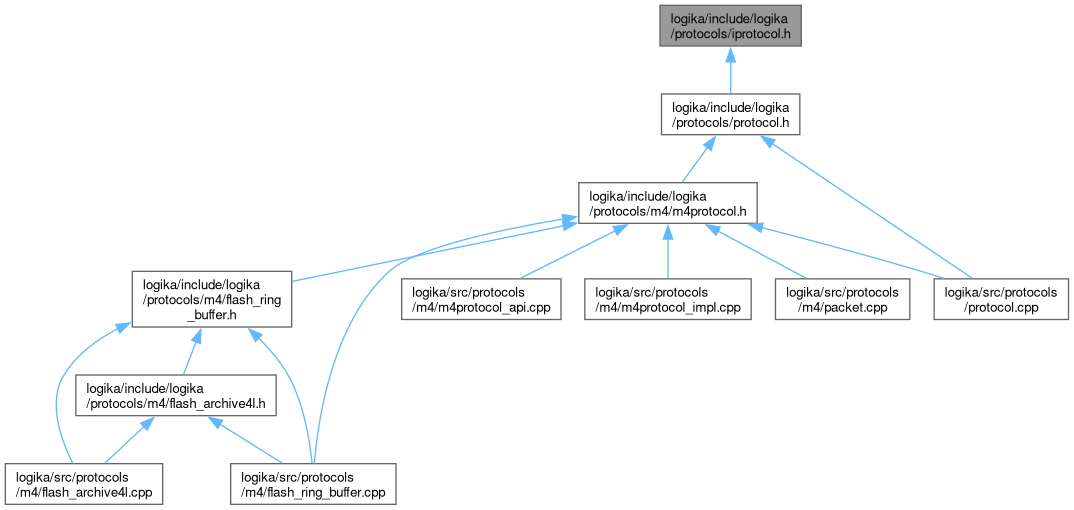 logika/include/logika
/protocols/iprotocol.h
logika/include/logika
/protocols/protocol.h
logika/include/logika
/protocols/m4/m4protocol.h
logika/include/logika
/protocols/m4/flash_ring
_buffer.h
logika/src/protocols
/m4/m4protocol_api.cpp
logika/src/protocols
/m4/m4protocol_impl.cpp
logika/src/protocols
/m4/packet.cpp
logika/src/protocols
/protocol.cpp
logika/include/logika
/protocols/m4/flash_archive4l.h
logika/src/protocols
/m4/flash_archive4l.cpp
logika/src/protocols
/m4/flash_ring_buffer.cpp